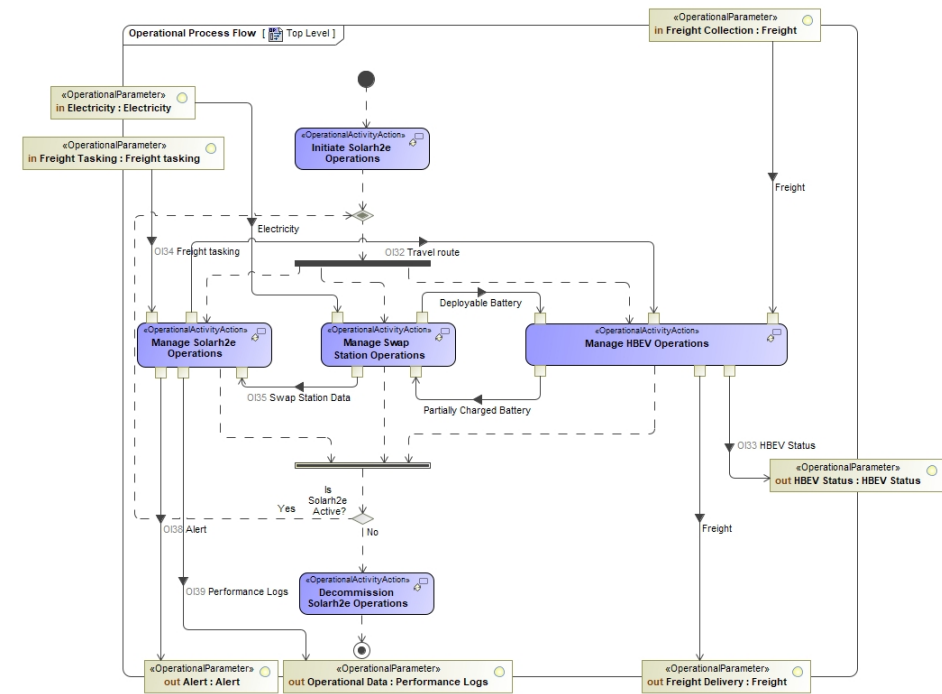 Operational Process Flow [ Top Level ]
«OperationalParameter»
in Freight Collection : Freight
«OperationalParameter»
in Electricity : Electricity
«OperationalParameter»
in Freight Tasking : Freight tasking
«OperationalActivityAction»
Initiate Solarh2e
Operations
Freight
Electricity
OI34 Freight tasking
OI32 Travel route
Deployable Battery
«OperationalActivityAction»
Manage Solarh2e
Operations
«OperationalActivityAction»
Manage Swap
Station Operations
«OperationalActivityAction»
Manage HBEV Operations
OI35 Swap Station Data
Partially Charged Battery
OI33 HBEV Status
«OperationalParameter»
out HBEV Status : HBEV Status
Is
Solarh2e
Active?
Yes
No
OI38 Alert
Freight
«OperationalActivityAction»
Decommission
Solarh2e Operations
OI39 Performance Logs
«OperationalParameter»
out Alert : Alert
«OperationalParameter»
out Operational Data : Performance Logs
«OperationalParameter»
out Freight Delivery : Freight